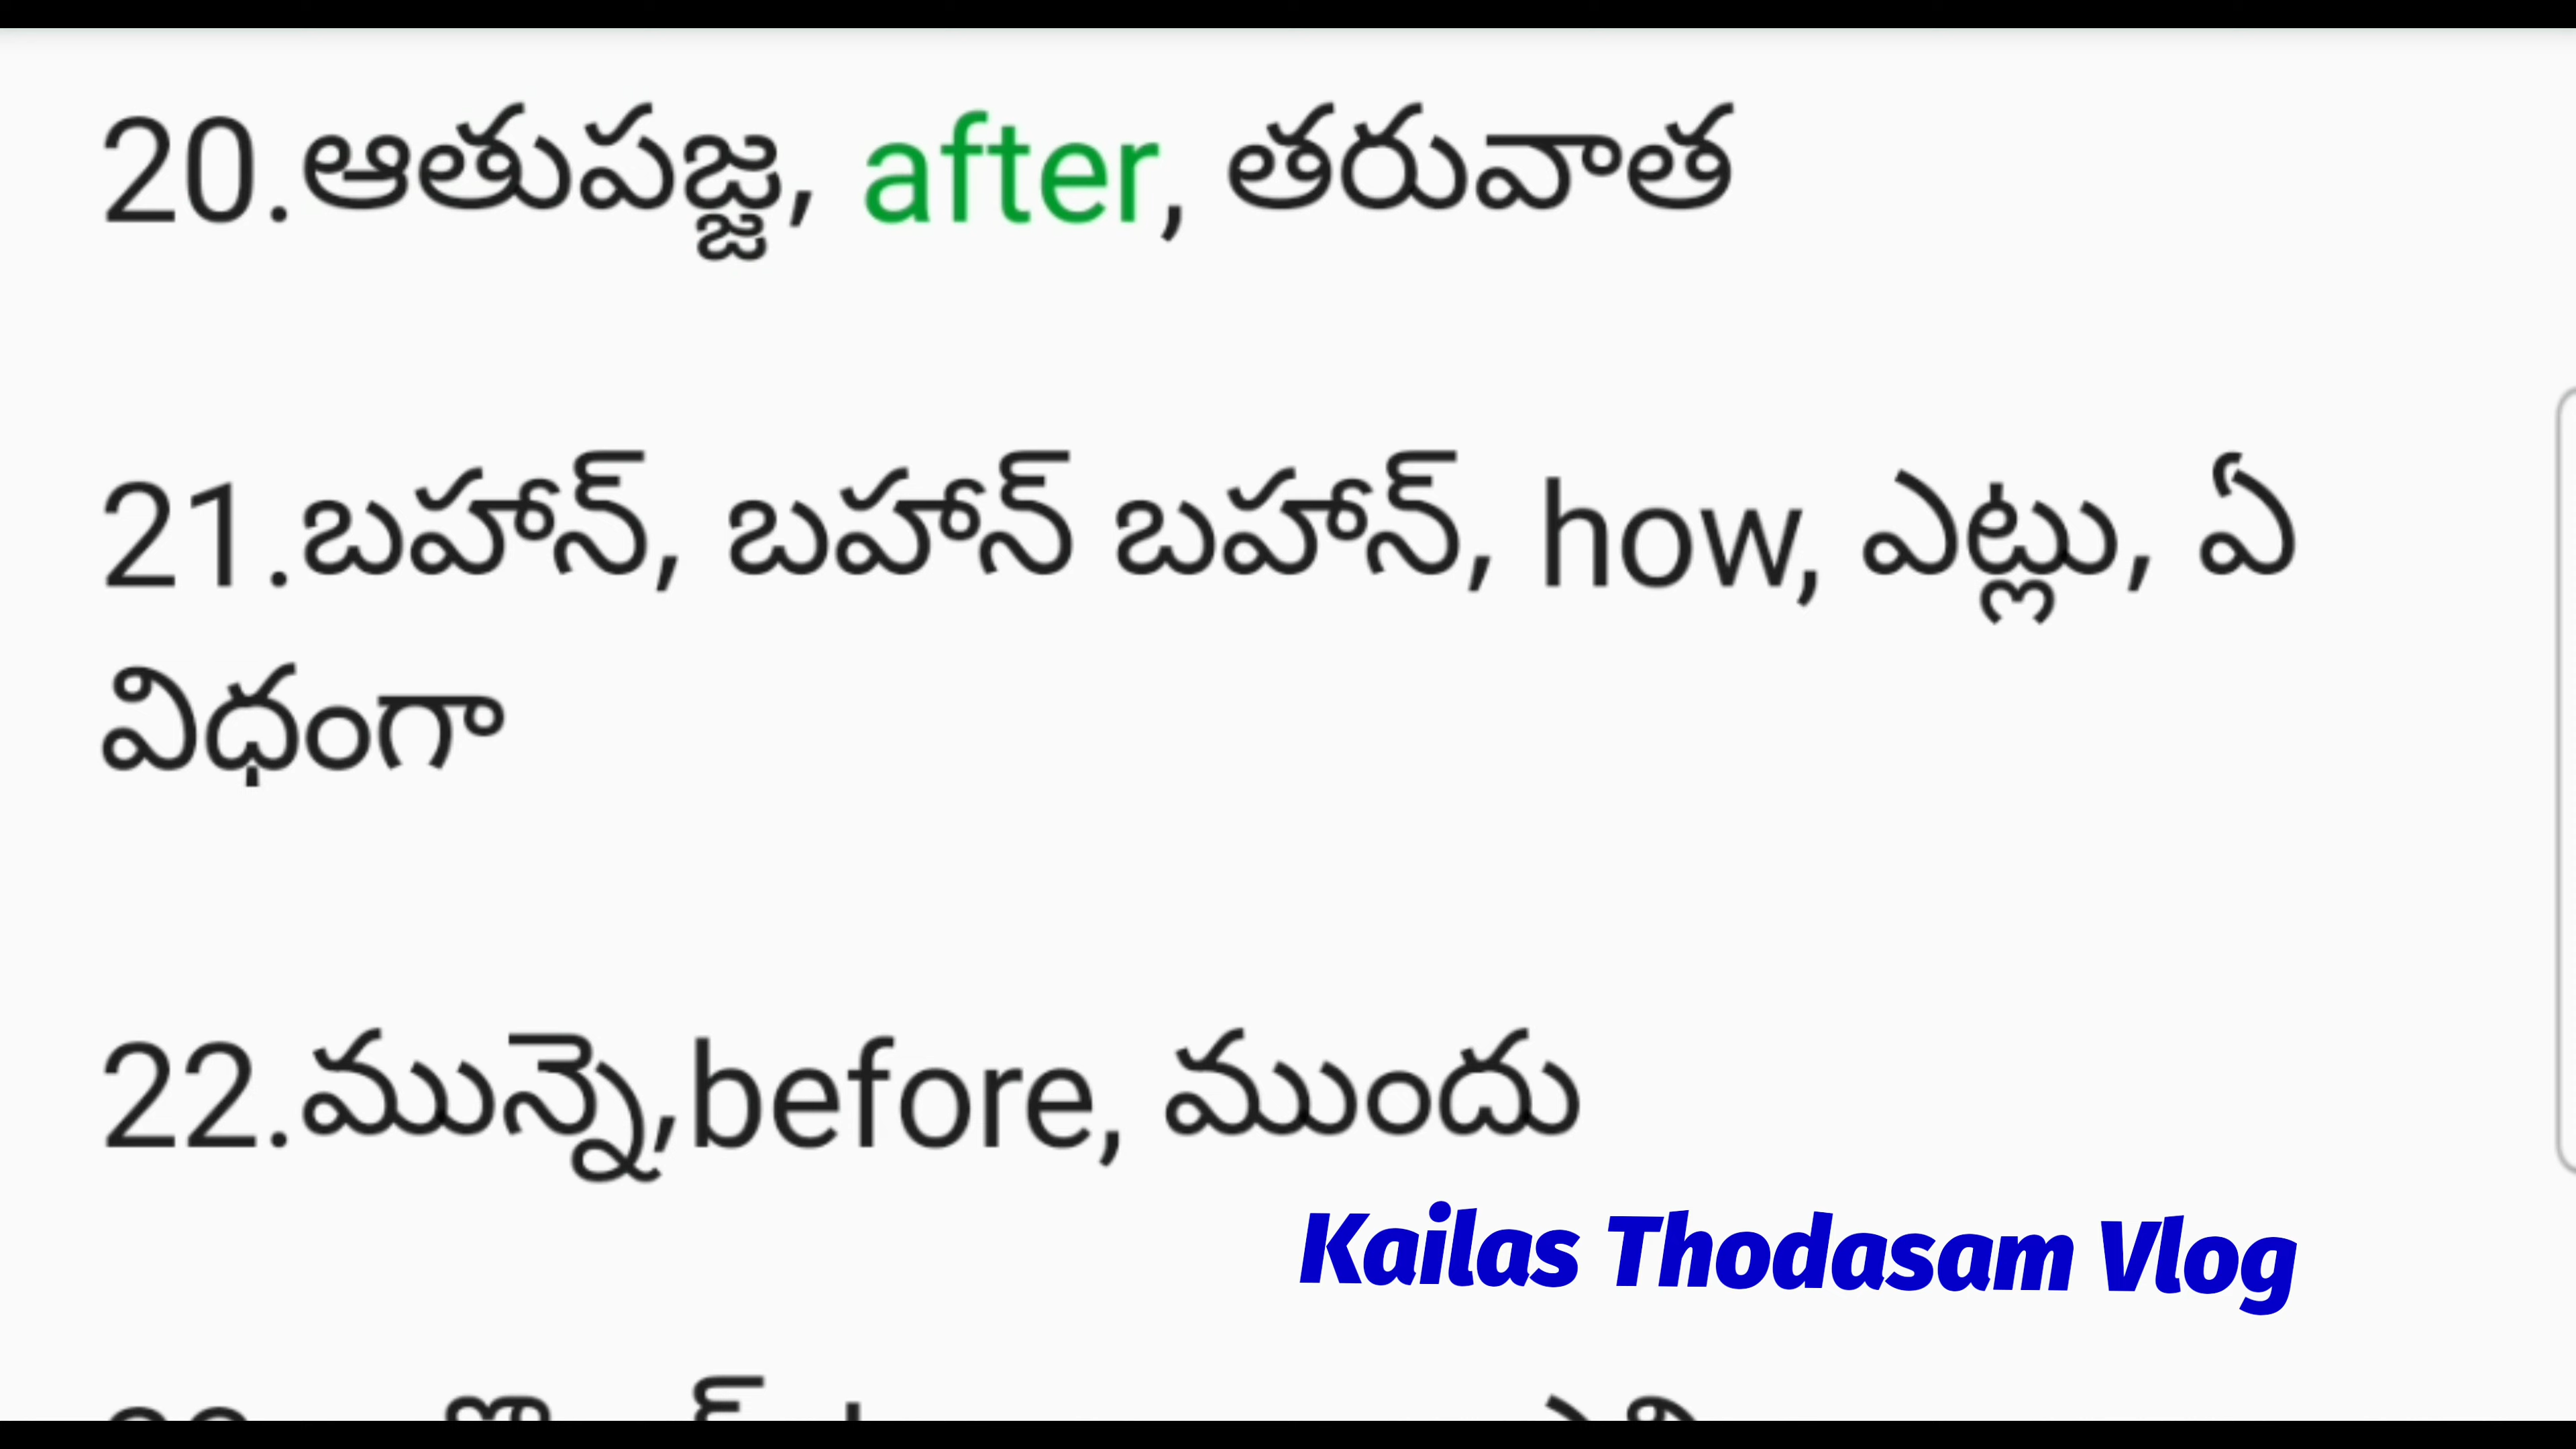 20.ఆతుపజ్జ, after, తరువాత
21.బహాన్, బహాన్ బహాన్, how, ఎట్లు, ఏ
విధంగా
22.మున్నె,before, ముందు
Kailas Thodasam Vlog